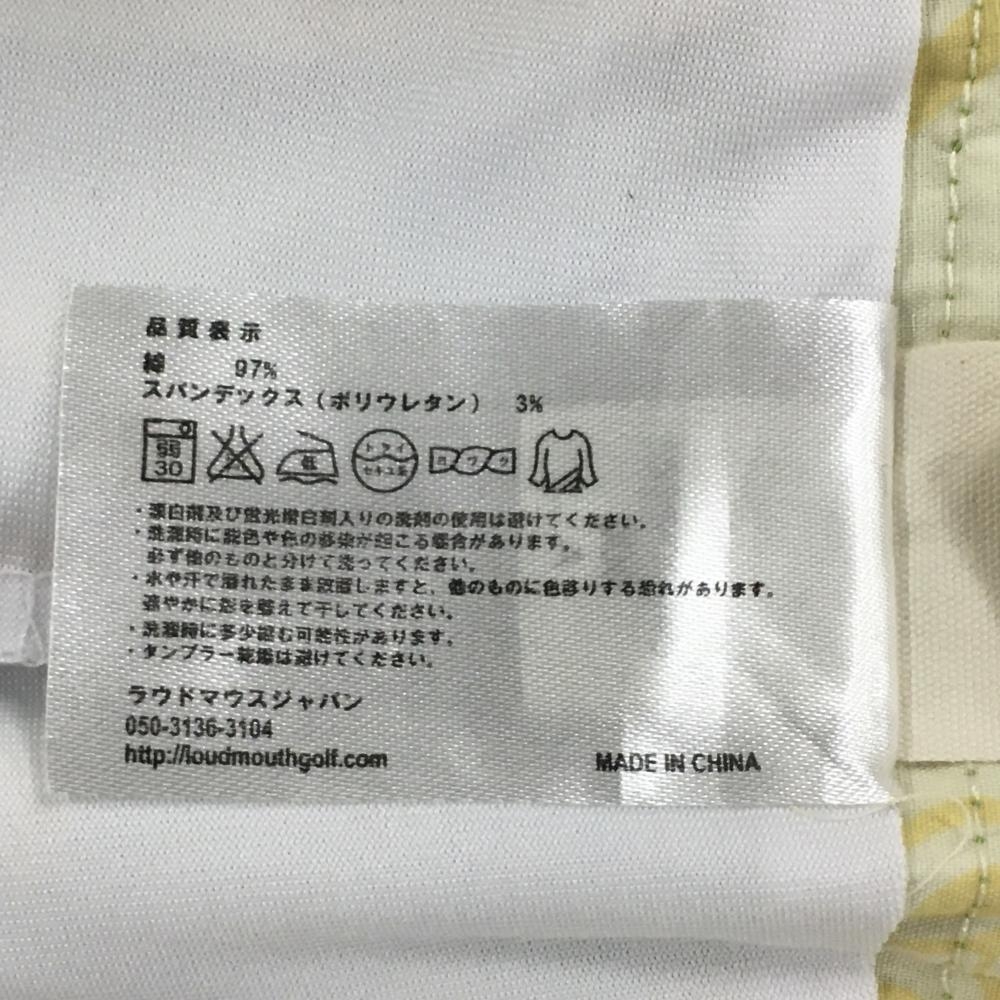 品質表示
綿 97%
スパンデックス（ポリウレタン） 3%
弱
30
低
ドライ
セキユ系
・漂白剤及び蛍光増白剤入りの洗剤の使用は避けてください。
・洗濯時に脱色や色の移染が起こる場合があります。
必ず他のものと分けて洗ってください。
・水や汗で濡れたまま放置しますと、他のものに色移りする恐れがあります。
速やかに形を整えて干してください。
・洗濯時に多少縮む可能性があります。
・タンブラー乾燥は避けてください。
ラウドマウスジャパン
050-3136-3104
http://loudmouthgolf.com
MADE IN CHINA